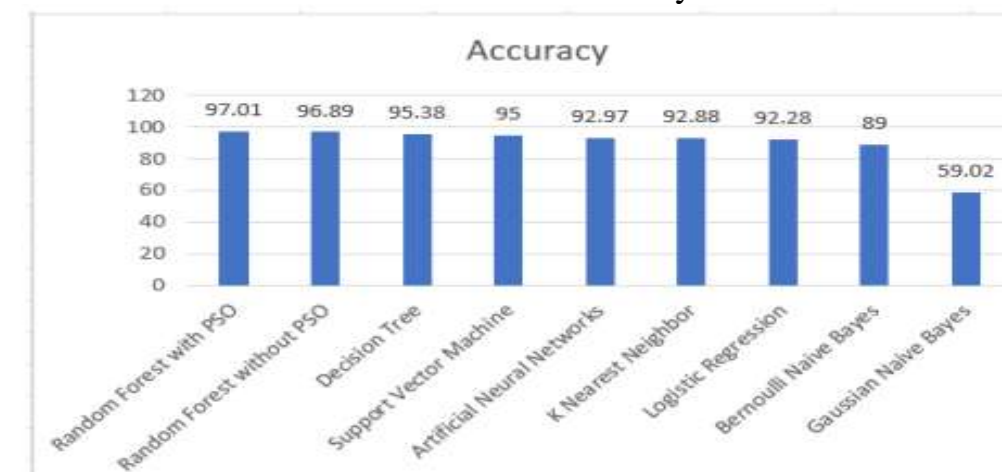 Accuracy
120
100
80
60
40
20
0
97.01
96.89
95.38
95
92.97
92.88
92.28
89
59.02
Random Forest with PSO
Random Forest without PSO
Decision Tree
Support Vector Machine
Artificial Neural Networks
K Nearest Neighbor
Logistic Regression
Bernoulli Naive Bayes
Gaussian Naive Bayes